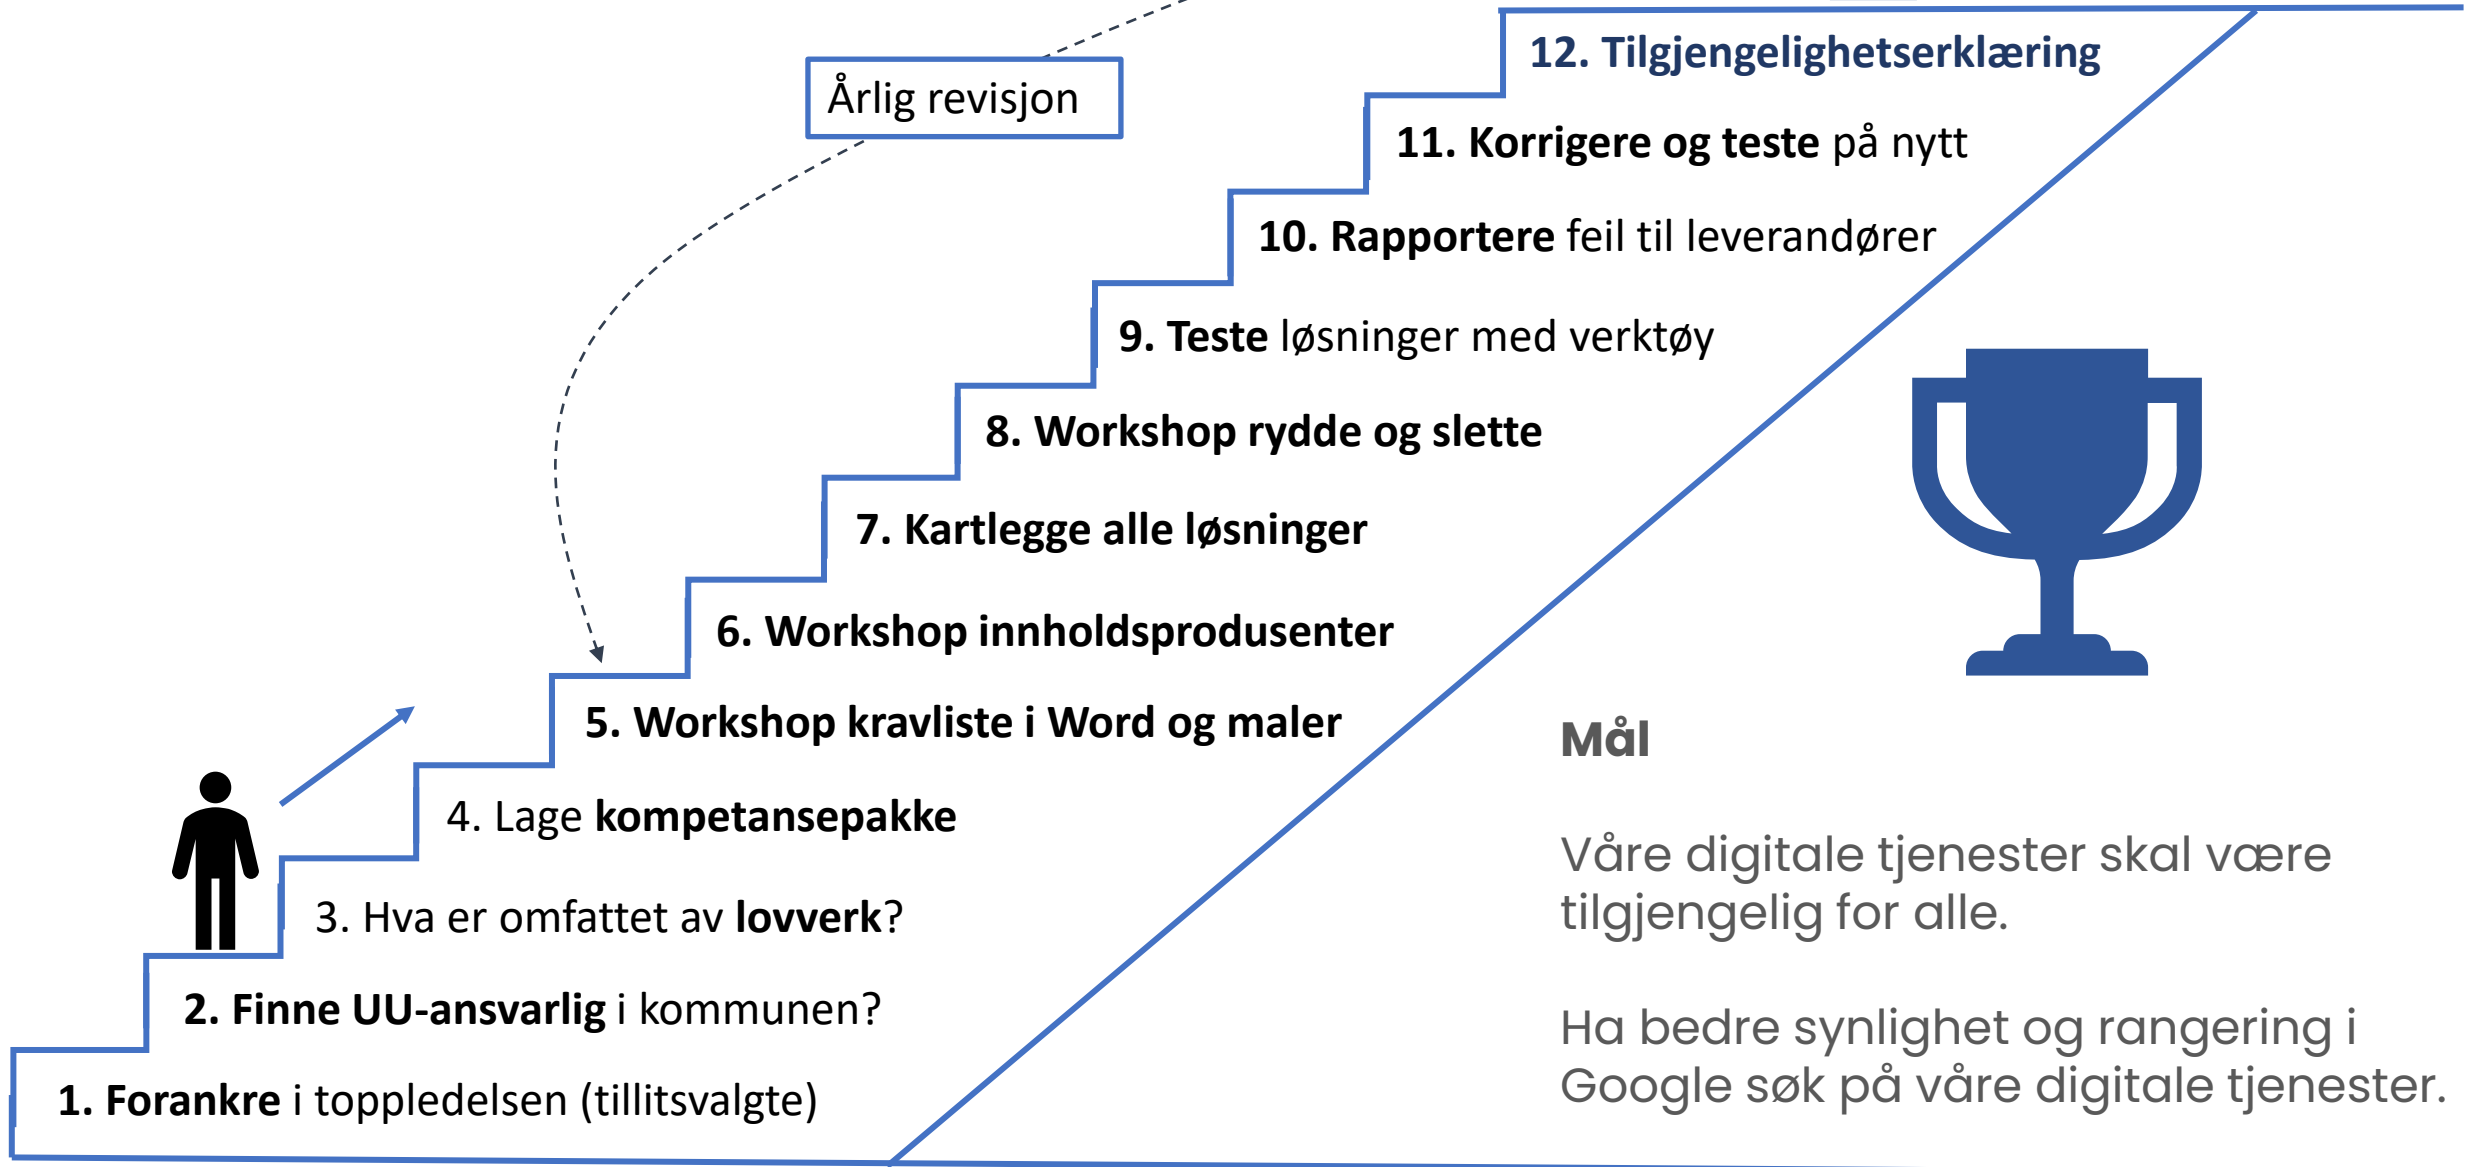 12. Tilgjengelighetserklæring
Årlig revisjon
11. Korrigere og teste på nytt
10. Rapportere feil til leverandører
9. Teste løsninger med verktøy
8. Workshop rydde og slette
7. Kartlegge alle løsninger
6. Workshop innholdsprodusenter
5. Workshop kravliste i Word og maler
4. Lage kompetansepakke
3. Hva er omfattet av lovverk?
2. Finne UU-ansvarlig i kommunen?
1. Forankre i toppledelsen (tillitsvalgte)
Mål
Våre digitale tjenester skal være
tilgjengelig for alle.
Ha bedre synlighet og rangering i
Google søk på våre digitale tjenester.